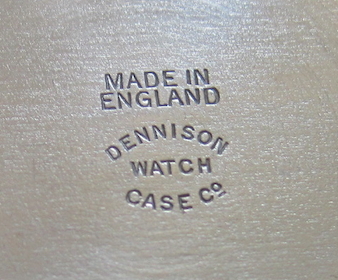 MADE IN
ENGLAND
DENNISON
WATCH
CASE Cº